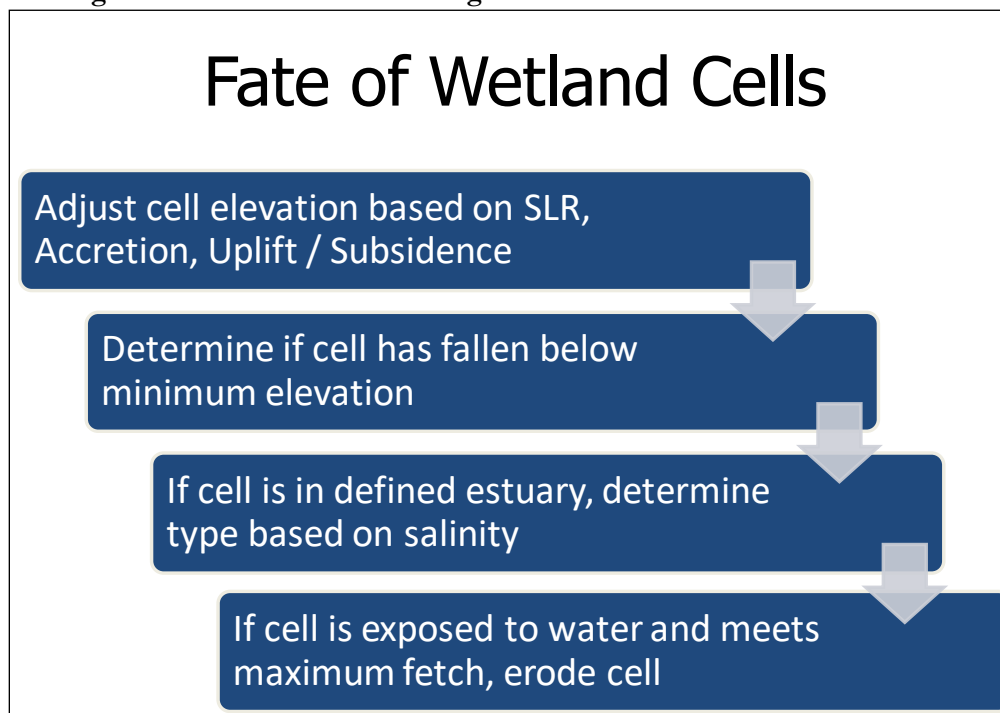 Fate of Wetland Cells
Adjust cell elevation based on SLR,
Accretion, Uplift / Subsidence
Determine if cell has fallen below
minimum elevation
If cell is in defined estuary, determine
type based on salinity
If cell is exposed to water and meets
maximum fetch, erode cell